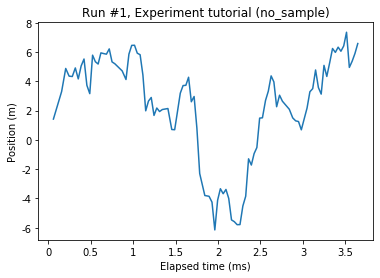 Run #1, Experiment tutorial (no_sample)
8
6
4
2
0
-2
-4
-6
Position (m)
0 0.5 1 1.5 2 2.5 3 3.5
Elapsed time (ms)